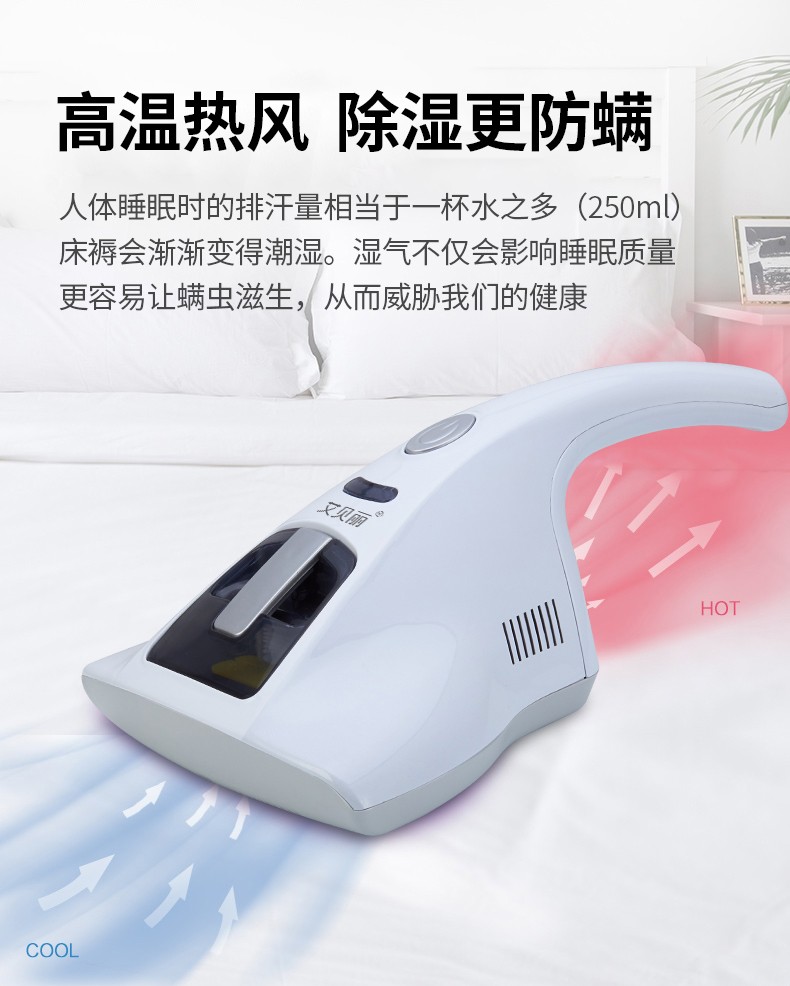 高温热风 除湿更防螨
人体睡眠时的排汗量相当于一杯水之多（250ml）
床褥会渐渐变得潮湿。湿气不仅会影响睡眠质量
更容易让螨虫滋生，从而威胁我们的健康
艾贝丽®
HOT
COOL